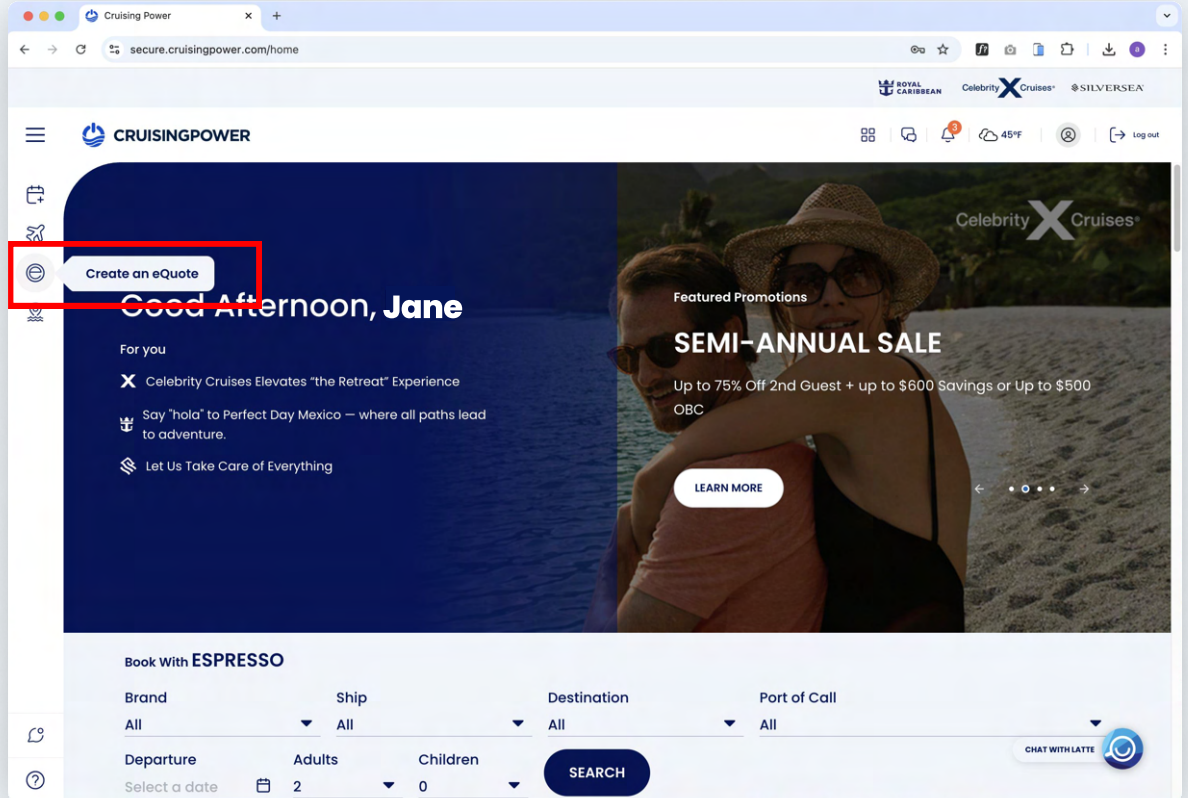 Cruising Power
secure.cruisingpower.com/home
a
ROYAL
CARIBBEAN
Celebrity X Cruises®
SILVERSEA
CRUISINGPOWER
3
45°F
Log out
Celebrity X Cruises®
Create an eQuote
Good Afternoon, Jane
For you
Celebrity Cruises Elevates “the Retreat” Experience
Say "hola" to Perfect Day Mexico — where all paths lead
to adventure.
Let Us Take Care of Everything
Featured Promotions
SEMI-ANNUAL SALE
Up to 75% Off 2nd Guest + up to $600 Savings or Up to $500
OBC
LEARN MORE
Book With ESPRESSO
Brand Ship Destination Port of Call
All All All All
CHAT WITH LATTE
Departure Adults Children
Select a date 2 0
SEARCH